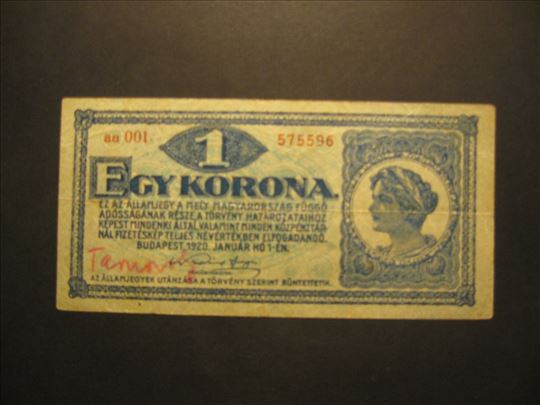 aa 001.
1
575596
EGY KORONA.
EZ AZ ÁLLAMJEGY A MELY MAGYARORSZÁG FÜGGŐ
ADÓSSÁGÁNAK RÉSZE, A TÖRVÉNY HATÁROZATAIHOZ
KÉPEST MINDENKI ÁLTAL, VALAMINT MINDEN KÖZPÉNZTÁR-
NÁL FIZETÉSKÉP TELJES NÉVÉRTÉKBEN ELFOGADANDÓ.
BUDAPEST 1920. JANUÁR HÓ 1-ÉN.
AZ ÁLLAMJEGYEK UTÁNZÁSA A TÖRVÉNY SZERINT BÜNTETTETIK.